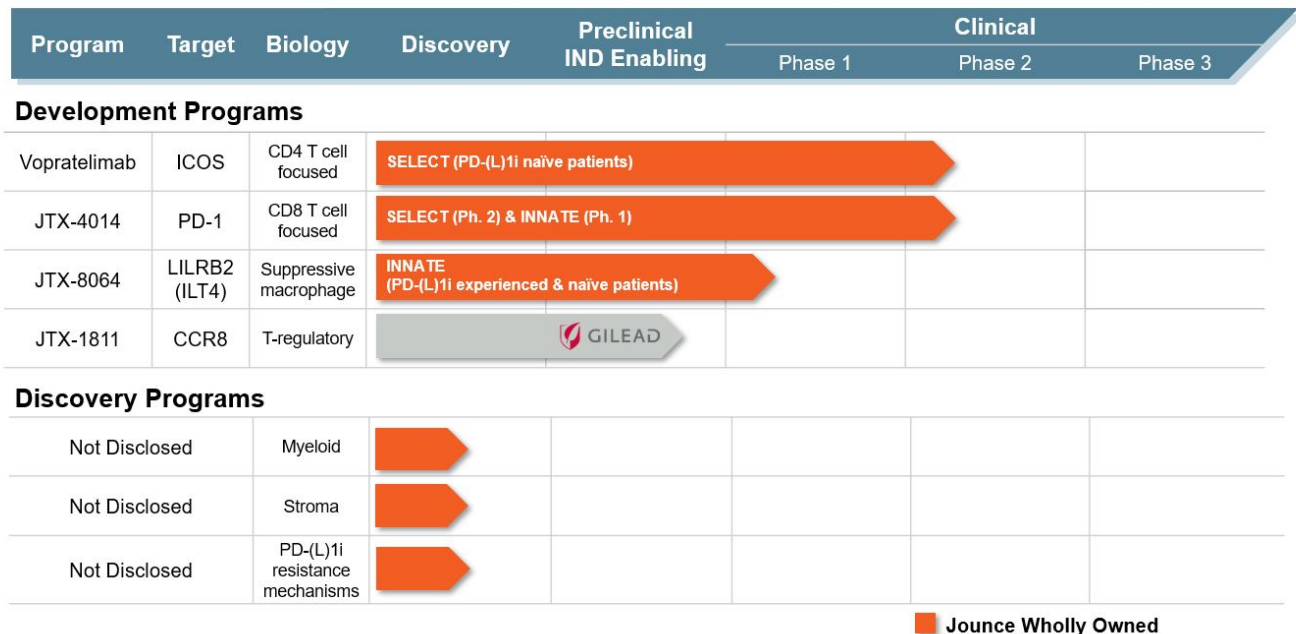 Program Target Biology Discovery Preclinical IND Enabling Clinical
Phase 1 Phase 2 Phase 3
Development Programs
Vopratelimab ICOS CD4 T cell focused SELECT (PD-(L)1i naïve patients)
JTX-4014 PD-1 CD8 T cell focused SELECT (Ph. 2) & INNATE (Ph. 1)
JTX-8064 LILRB2 (ILT4) Suppressive macrophage INNATE (PD-(L)1i experienced & naïve patients)
JTX-1811 CCR8 T-regulatory GILEAD
Discovery Programs
Not Disclosed Myeloid
Not Disclosed Stroma
Not Disclosed PD-(L)1i resistance mechanisms
Jounce Wholly Owned